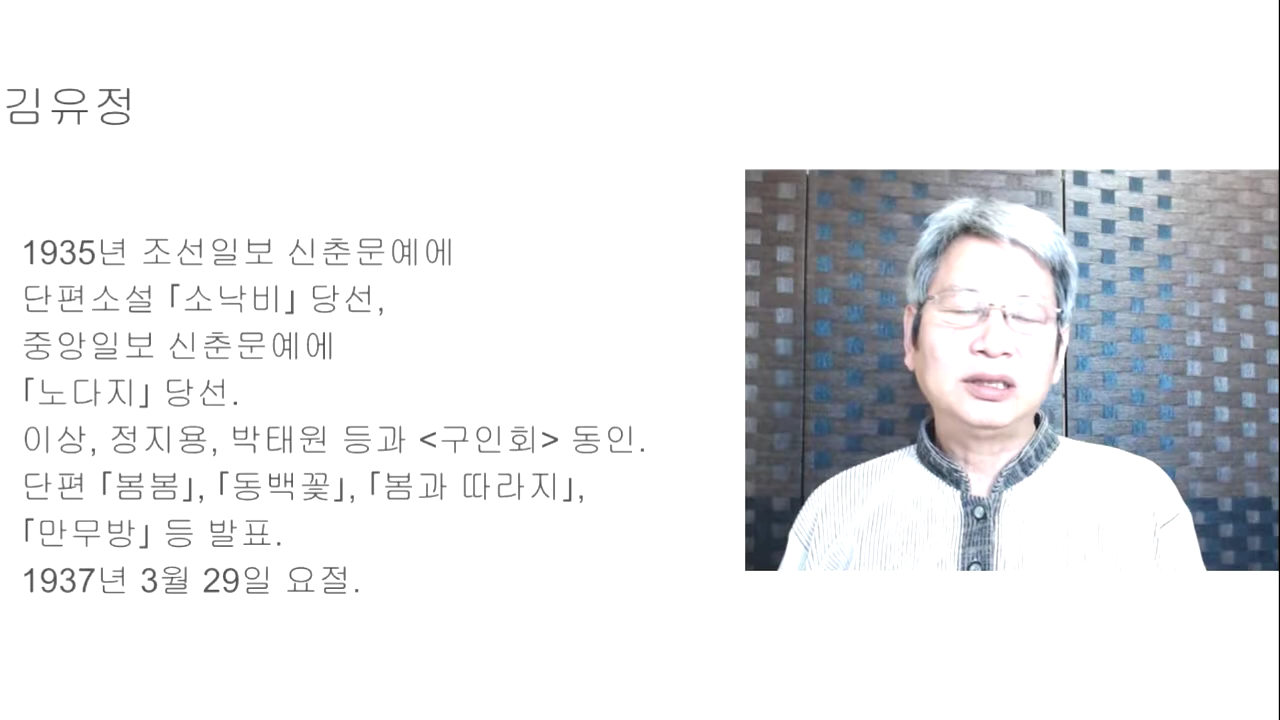 김유정
1935년 조선일보 신춘문예에
단편소설 「소낙비」 당선,
중앙일보 신춘문예에
「노다지」 당선.
이상, 정지용, 박태원 등과 <구인회> 동인.
단편 「봄봄」, 「동백꽃」, 「봄과 따라지」,
「만무방」 등 발표.
1937년 3월 29일 요절.